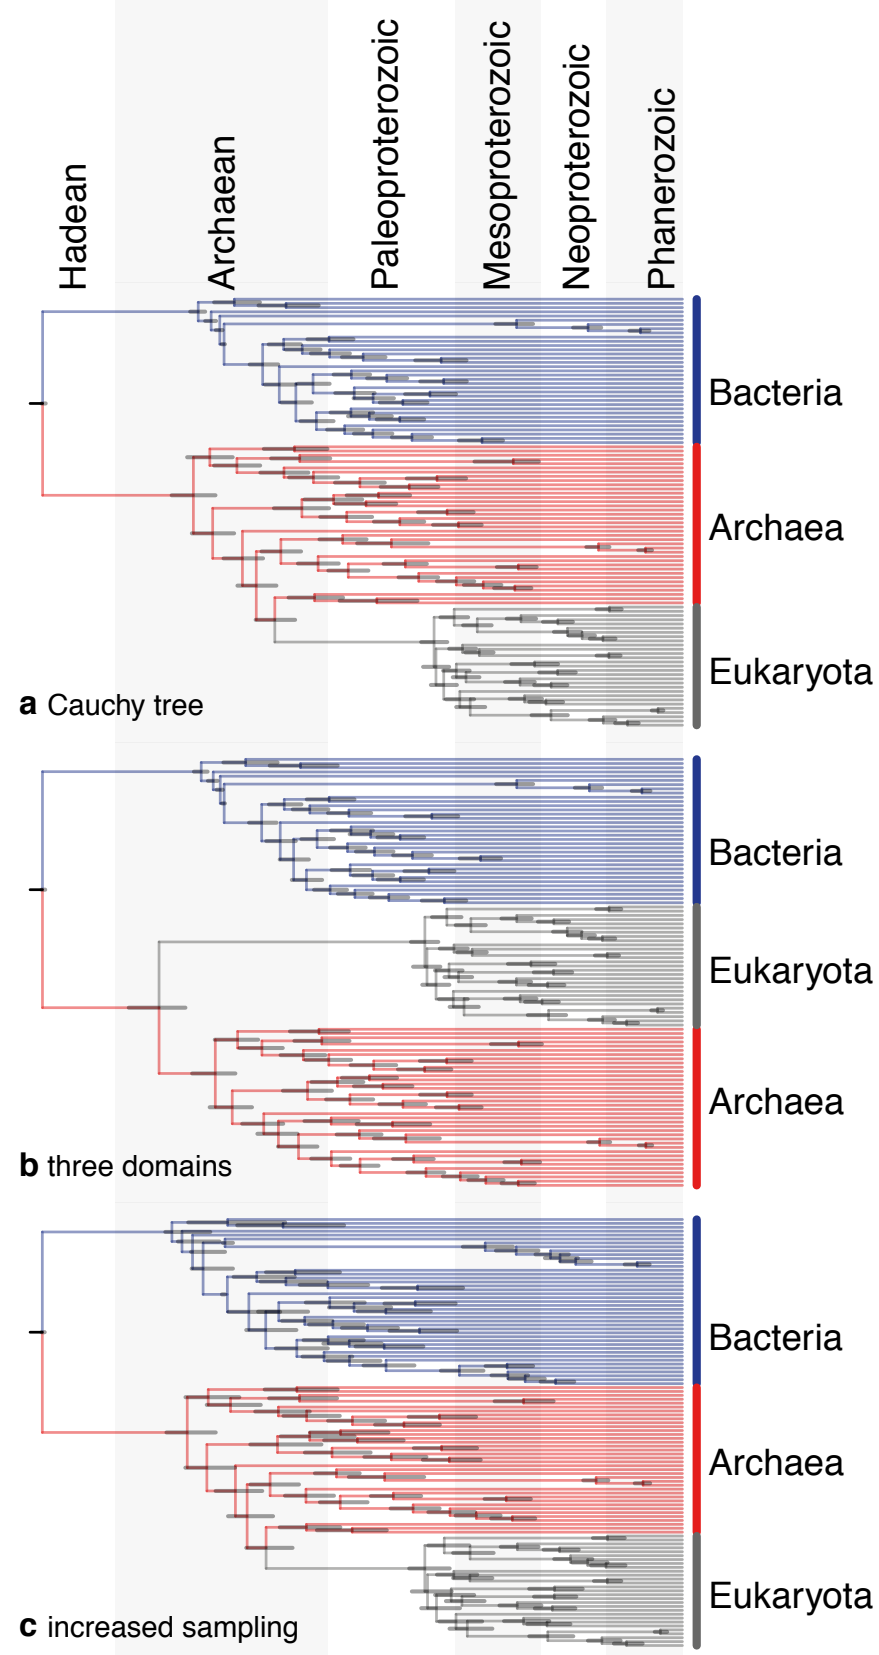 Hadean
Archaean
Paleoproterozoic
Mesoproterozoic
Neoproterozoic
Phanerozoic
Bacteria
Archaea
Eukaryota
a Cauchy tree
Bacteria
Eukaryota
Archaea
b three domains
Bacteria
Archaea
Eukaryota
c increased sampling